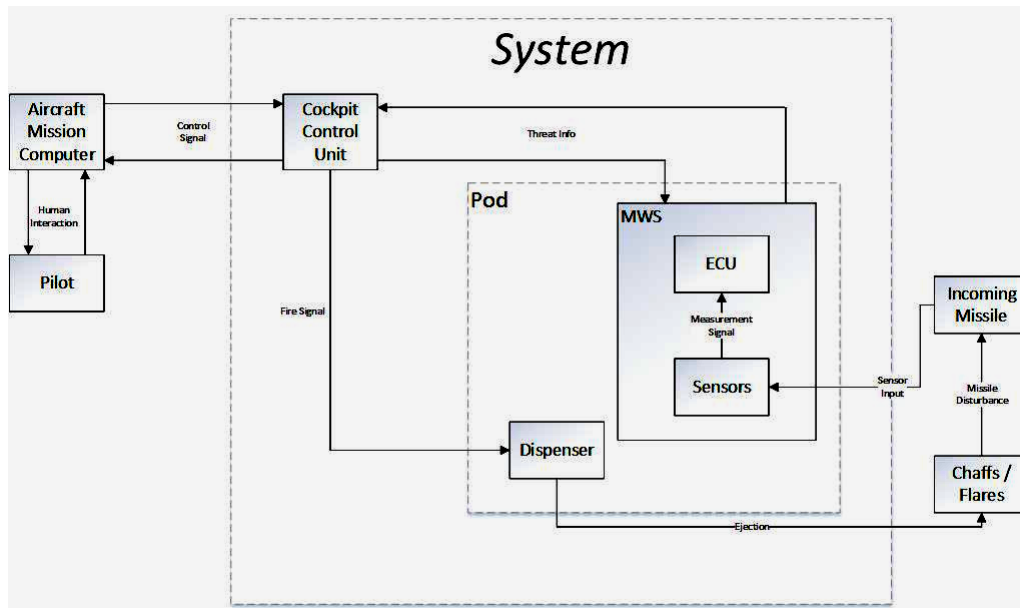 System
Aircraft
Mission
Computer
Control
Signal
Cockpit
Control
Unit
Threat Info
Human
Interaction
Pilot
Pod
MWS
ECU
Measurement
Signal
Sensors
Fire Signal
Dispenser
Incoming
Missile
Sensor
Input
Missile
Disturbance
Chaffs /
Flares
Ejection